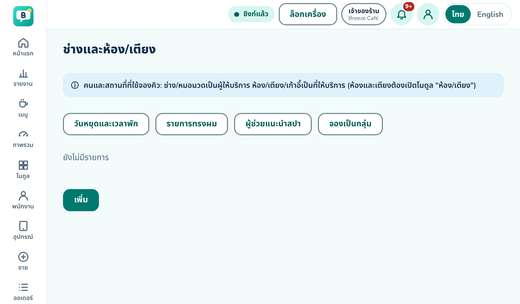 B
ซิงก์แล้ว
ล็อกเครื่อง
เจ้าของร้าน
Breeze Café
9+
ไทย
English
หน้าแรก
รายงาน
เมนู
ภาพรวม
โมดูล
พนักงาน
อุปกรณ์
ขาย
ออเดอร์
ช่างและห้อง/เตียง
คนและสถานที่ที่ใช้จองคิว: ช่าง/หมอนวดเป็นผู้ให้บริการ ห้อง/เตียง/เก้าอี้เป็นที่ให้บริการ (ห้องและเตียงต้องเปิดโมดูล "ห้อง/เตียง")
วันหยุดและเวลาพัก
รายการทรงผม
ผู้ช่วยแนะนำสปา
จองเป็นกลุ่ม
ยังไม่มีรายการ
เพิ่ม